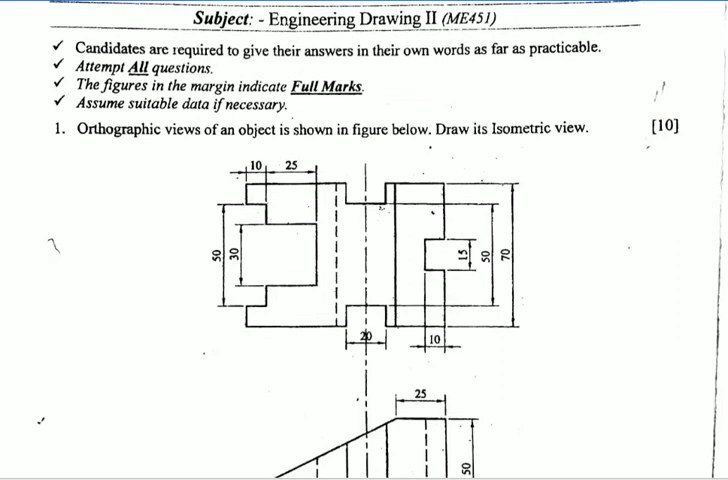 Subject: - Engineering Drawing II (ME451)
✓ Candidates are required to give their answers in their own words as far as practicable.
✓ Attempt All questions.
✓ The figures in the margin indicate Full Marks.
✓ Assume suitable data if necessary.
1. Orthographic views of an object is shown in figure below. Draw its Isometric view. [10]
10 25
50 30 15 50 70
20 10
25
50